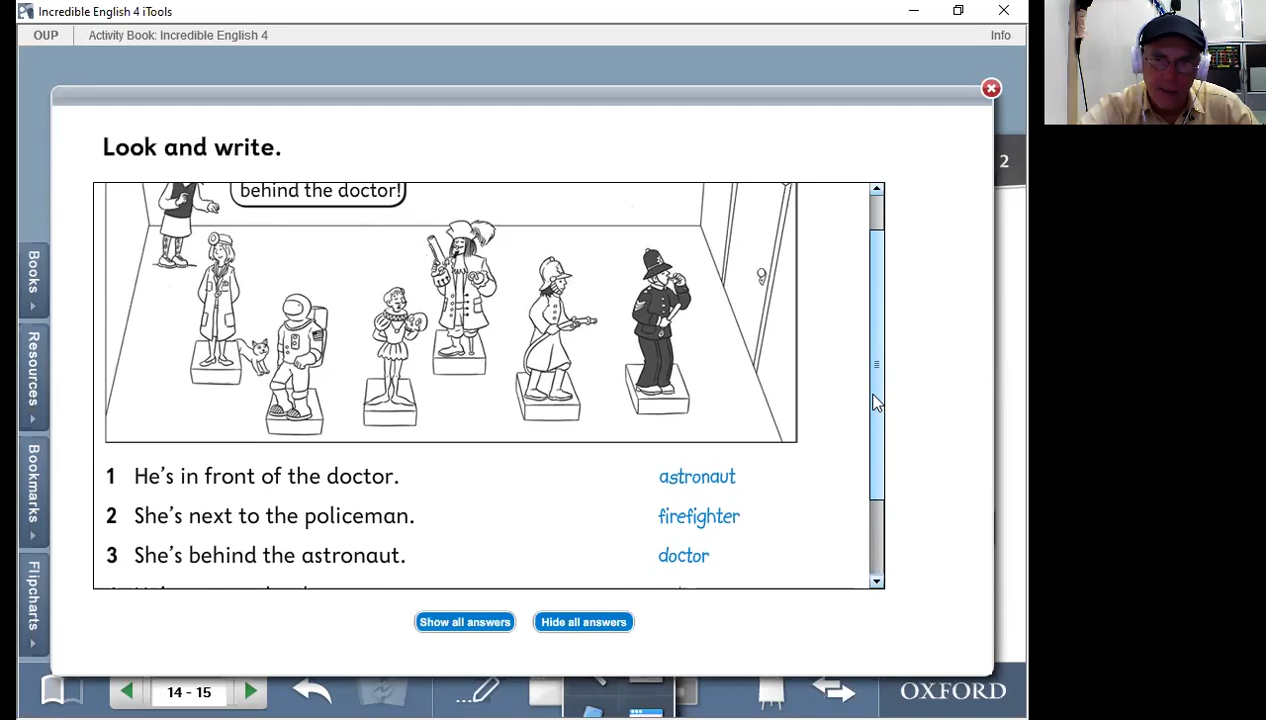 Incredible English 4 iTools
OUP
Activity Book: Incredible English 4
Info
Look and write.
2
behind the doctor!
Books
Resources
Bookmarks
Flipcharts
1 He's in front of the doctor. astronaut
2 She's next to the policeman. firefighter
3 She's behind the astronaut. doctor
Show all answers
Hide all answers
14 - 15
OXFORD